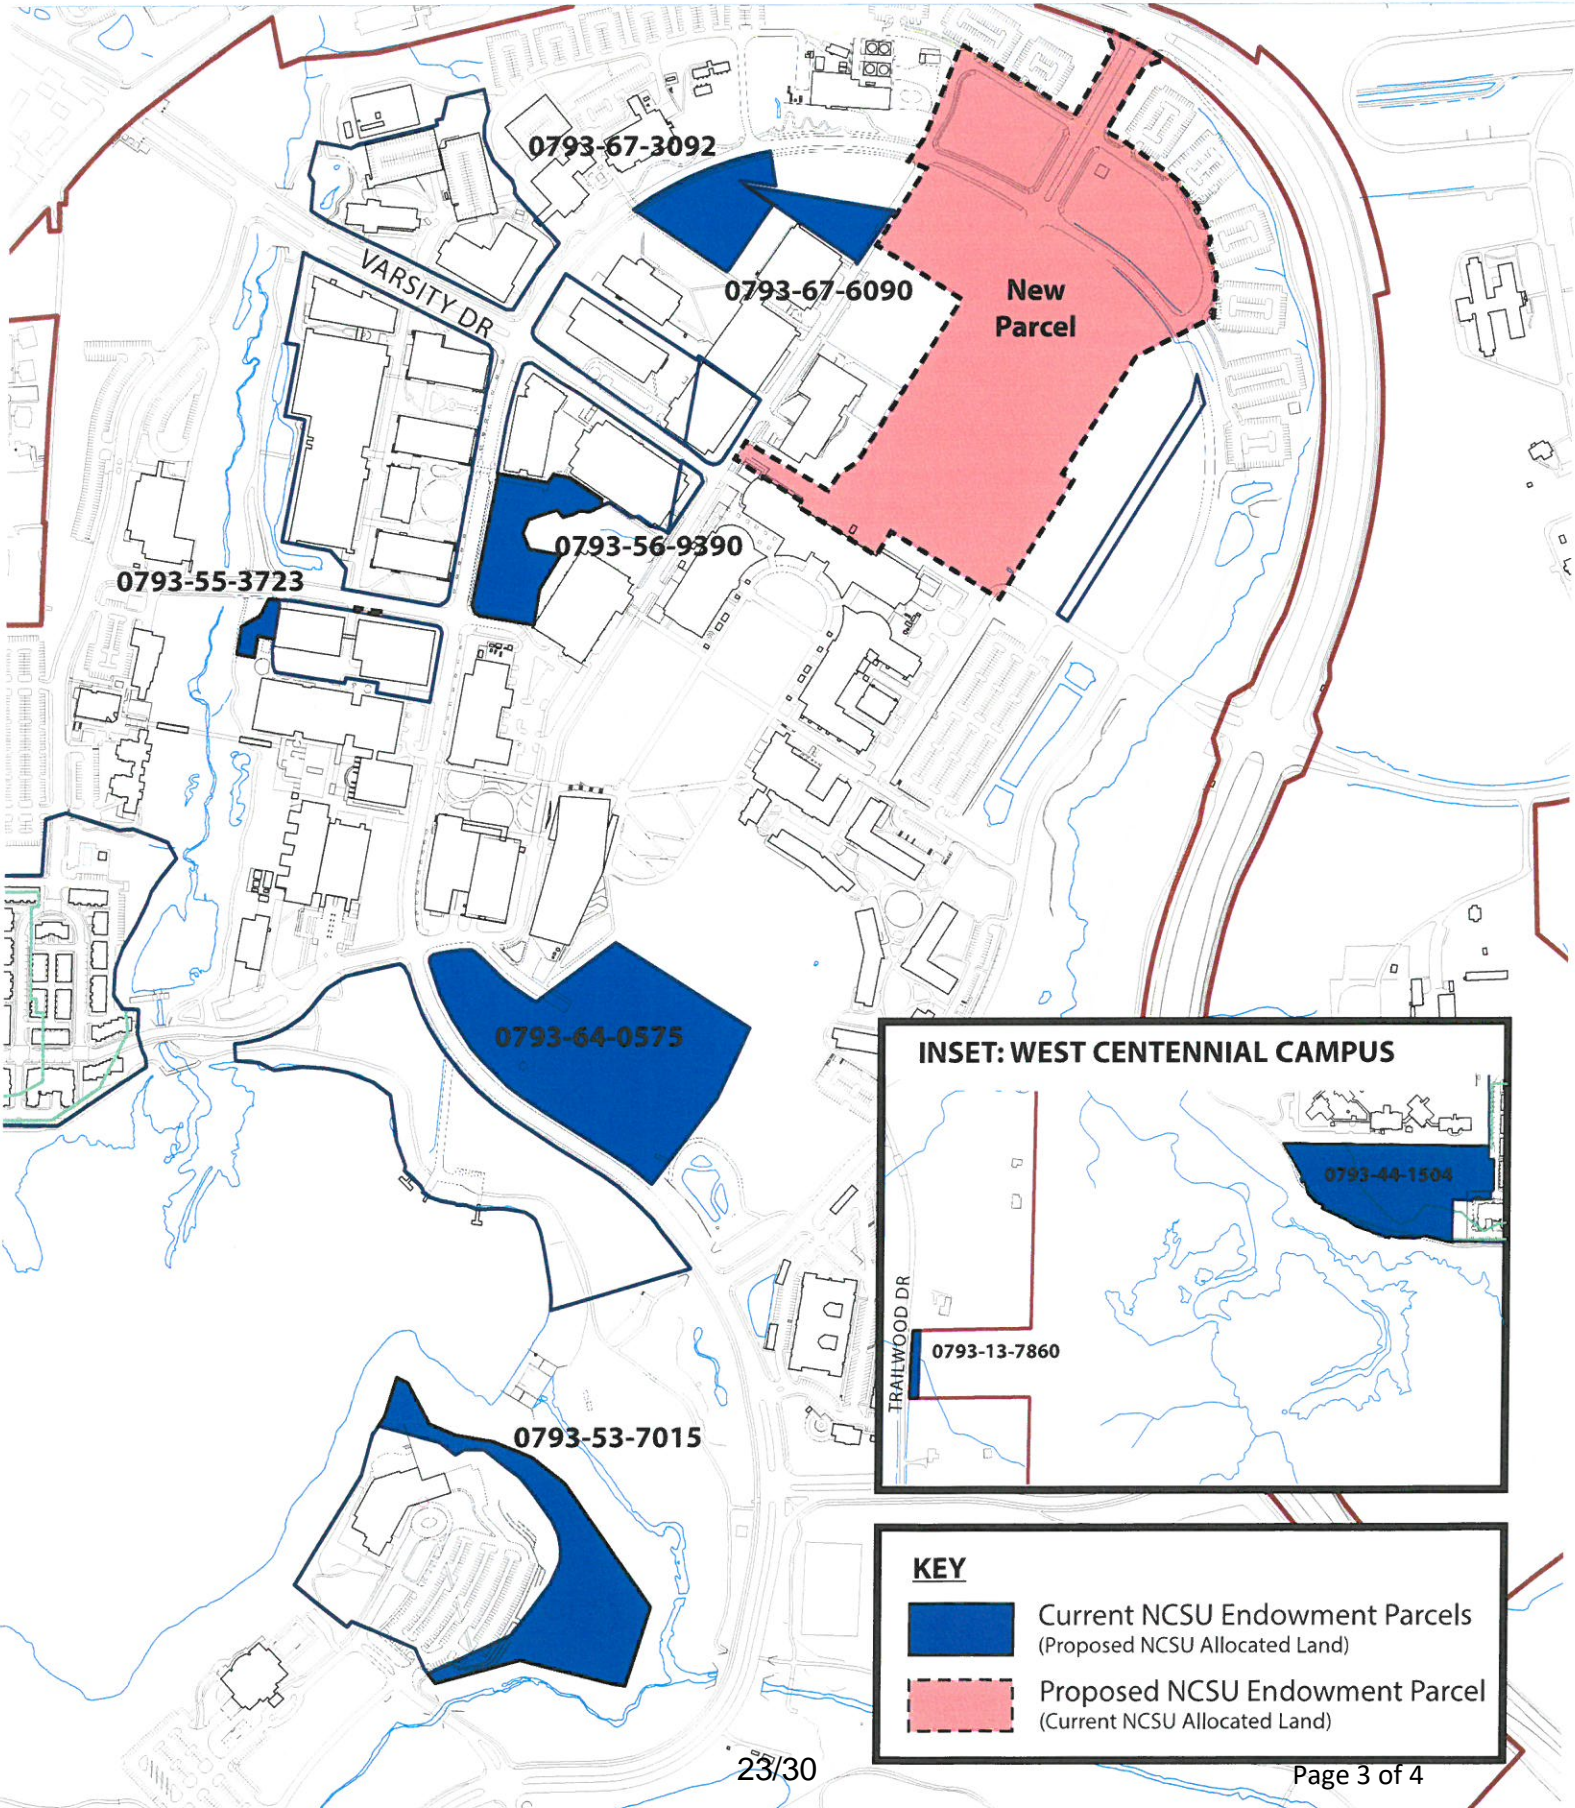 0793-67-3092
VARSITY DR
0793-67-6090
New
Parcel
0793-56-9390
0793-55-3723
0793-64-0575
INSET: WEST CENTENNIAL CAMPUS
0793-44-1504
TRAILWOOD DR
0793-13-7860
0793-53-7015
KEY
Current NCSU Endowment Parcels
(Proposed NCSU Allocated Land)
Proposed NCSU Endowment Parcel
(Current NCSU Allocated Land)
23/30
Page 3 of 4